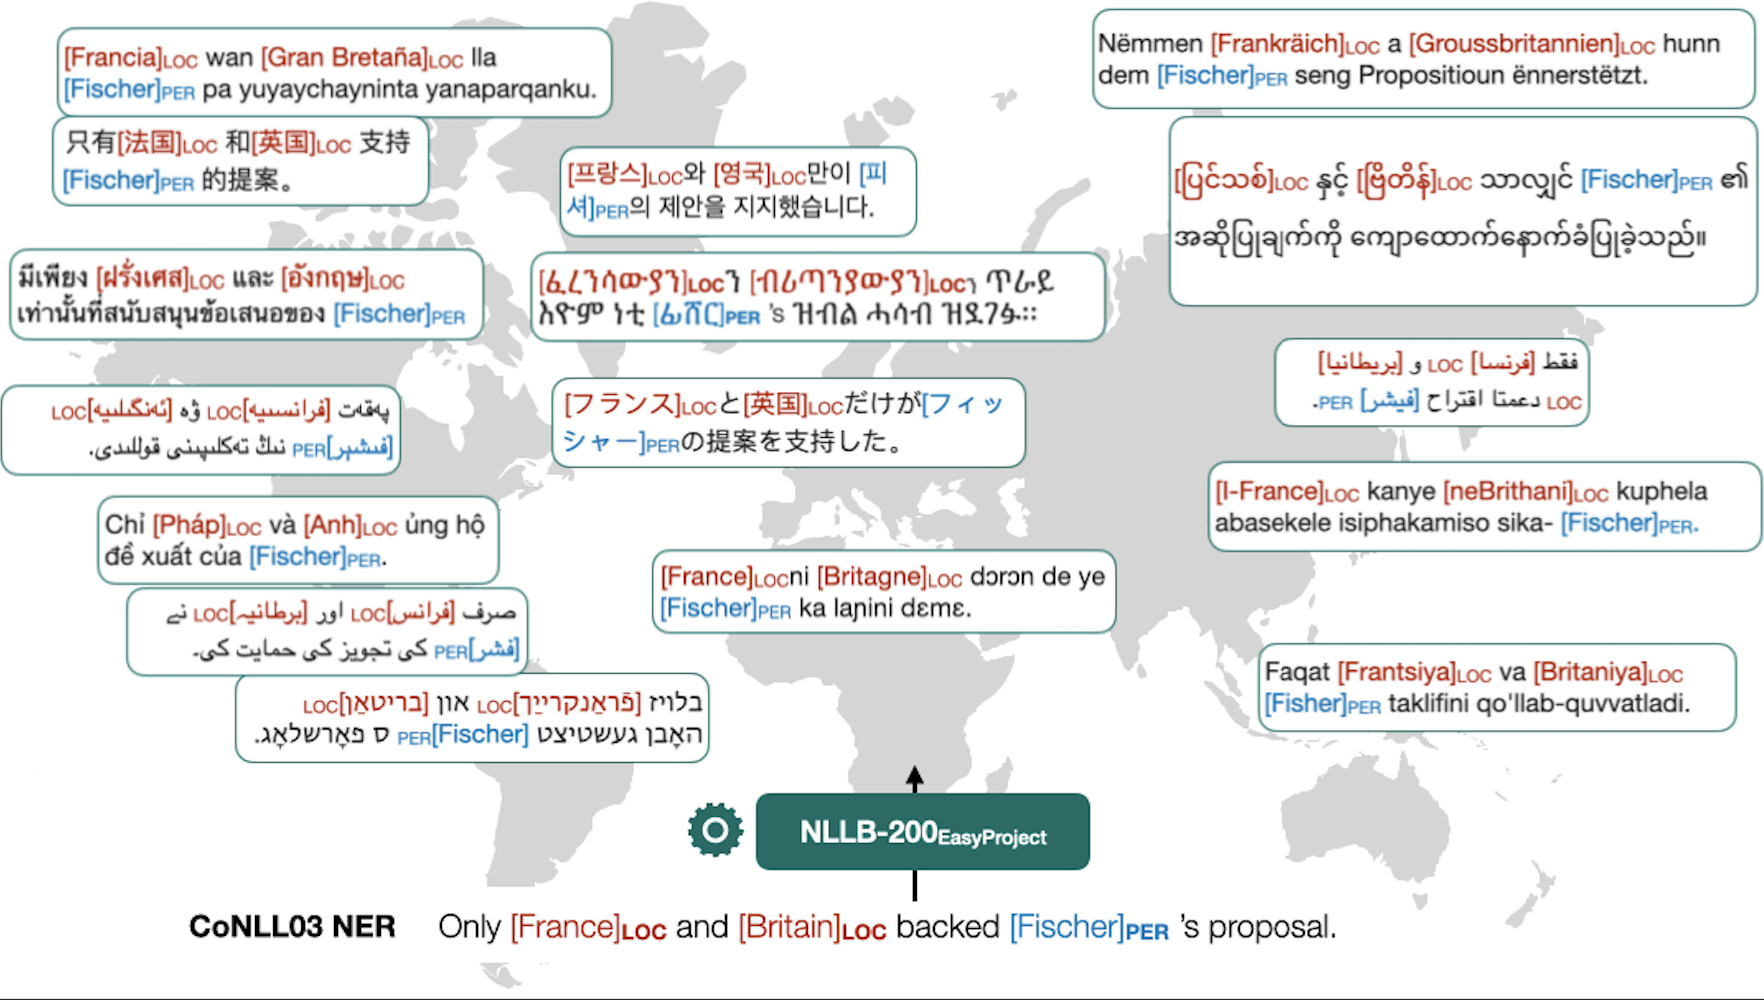 [Francia]LOC wan [Gran Bretaña]LOC lla
[Fischer]PER pa yuyaychayninta yanaparqanku.
只有[法国]LOC 和[英国]LOC 支持
[Fischer]PER 的提案。
มีเพียง [ฝรั่งเศส]LOC และ [อังกฤษ]LOC
เท่านั้นที่สนับสนุนข้อเสนอของ [Fischer]PER
پەقەت [فرانسىيە]LOC ۋە [ئەنگىلىيە]LOC
[فىشېر]PER نىڭ تەكلىپىنى قوللىدى.
Chỉ [Pháp]LOC và [Anh]LOC ủng hộ
đề xuất của [Fischer]PER.
صرف [فرانس]LOC اور [برطانیہ]LOC نے
[فشر]PER کی تجویز کی حمایت کی۔
בלויז [פֿראַנקרייַך]LOC און [בריטאַן]LOC
האָבן געשטיצט [Fischer]PER ס פאָרשלאָג.
[프랑스]LOC와 [영국]LOC만이 [피
셔]PER의 제안을 지지했습니다.
[ፈረንሳውያን]LOCን [ብሪጣንያውያን]LOCን ጥራይ
እዮም ነቲ [ፊሸር]PER 's ዝብል ሓሳብ ዝደገፉ።
[フランス]LOCと[英国]LOCだけが[フィッ
シャー]PERの提案を支持した。
[France]LOCni [Britagne]LOC dɔrɔn de ye
[Fischer]PER ka laɲini dɛmɛ.
Nëmmen [Frankräich]LOC a [Groussbritannien]LOC hunn
dem [Fischer]PER seng Propositioun ënnerstëtzt.
[ပြင်သစ်]LOC နှင့် [ဗြိတိန်]LOC သာလျှင် [Fischer]PER ၏
အဆိုပြုချက်ကို ကျောထောက်နောက်ခံပြုခဲ့သည်။
فقط [فرنسا] LOC و [بريطانيا]
LOC دعمتا اقتراح [فيشر] PER.
[I-France]LOC kanye [neBrithani]LOC kuphela
abasekele isiphakamiso sika- [Fischer]PER.
Faqat [Frantsiya]LOC va [Britaniya]LOC
[Fisher]PER taklifini qo'llab-quvvatladi.
NLLB-200EasyProject
CoNLL03 NER Only [France]LOC and [Britain]LOC backed [Fischer]PER 's proposal.